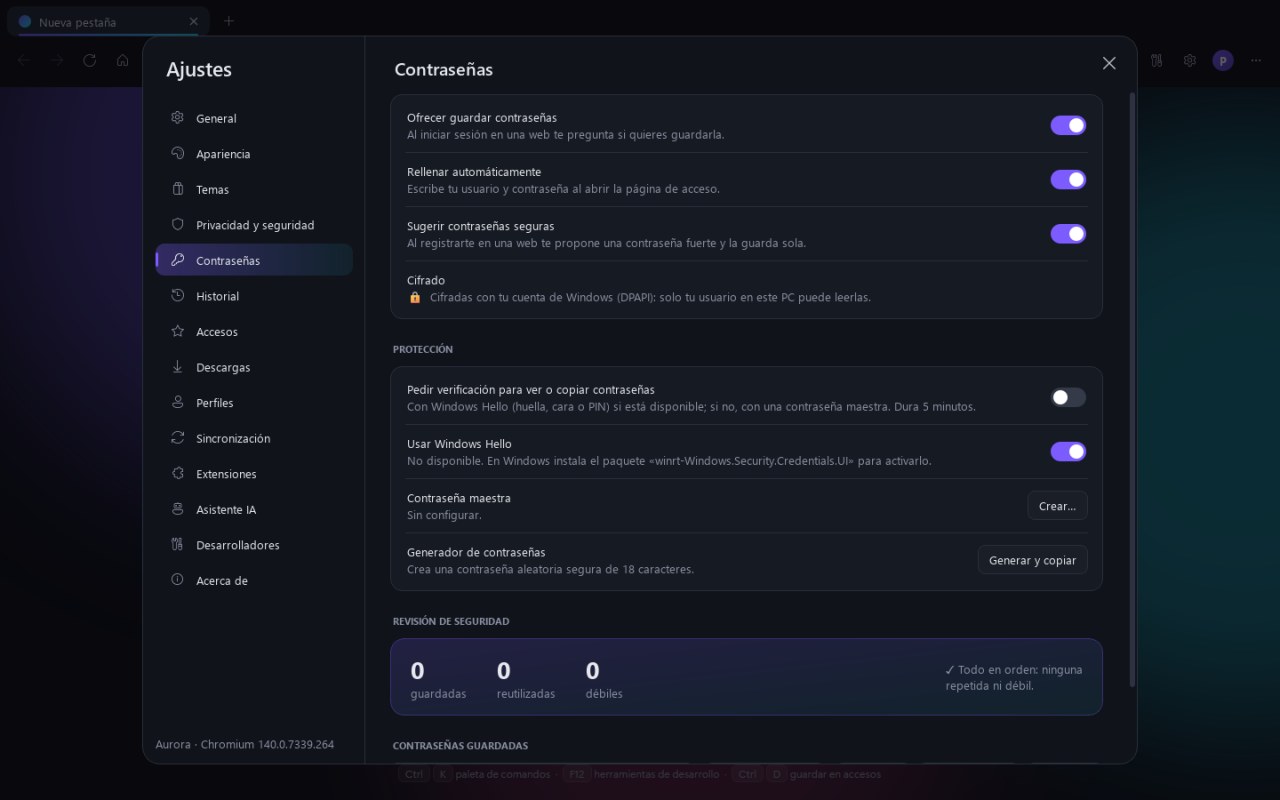 Nueva pestaña
P
Ajustes
General
Apariencia
Temas
Privacidad y seguridad
Contraseñas
Historial
Accesos
Descargas
Perfiles
Sincronización
Extensiones
Asistente IA
Desarrolladores
Acerca de
Aurora · Chromium 140.0.7339.264
Contraseñas
Ofrecer guardar contraseñas
Al iniciar sesión en una web te pregunta si quieres guardarla.
Rellenar automáticamente
Escribe tu usuario y contraseña al abrir la página de acceso.
Sugerir contraseñas seguras
Al registrarte en una web te propone una contraseña fuerte y la guarda sola.
Cifrado
🔒 Cifradas con tu cuenta de Windows (DPAPI): solo tu usuario en este PC puede leerlas.
PROTECCIÓN
Pedir verificación para ver o copiar contraseñas
Con Windows Hello (huella, cara o PIN) si está disponible; si no, con una contraseña maestra. Dura 5 minutos.
Usar Windows Hello
No disponible. En Windows instala el paquete «winrt-Windows.Security.Credentials.UI» para activarlo.
Contraseña maestra
Sin configurar.
Crear...
Generador de contraseñas
Crea una contraseña aleatoria segura de 18 caracteres.
Generar y copiar
REVISIÓN DE SEGURIDAD
0 guardadas
0 reutilizadas
0 débiles
✓ Todo en orden: ninguna
repetida ni débil.
CONTRASEÑAS GUARDADAS
Ctrl K paleta de comandos · F12 herramientas de desarrollo · Ctrl D guardar en accesos